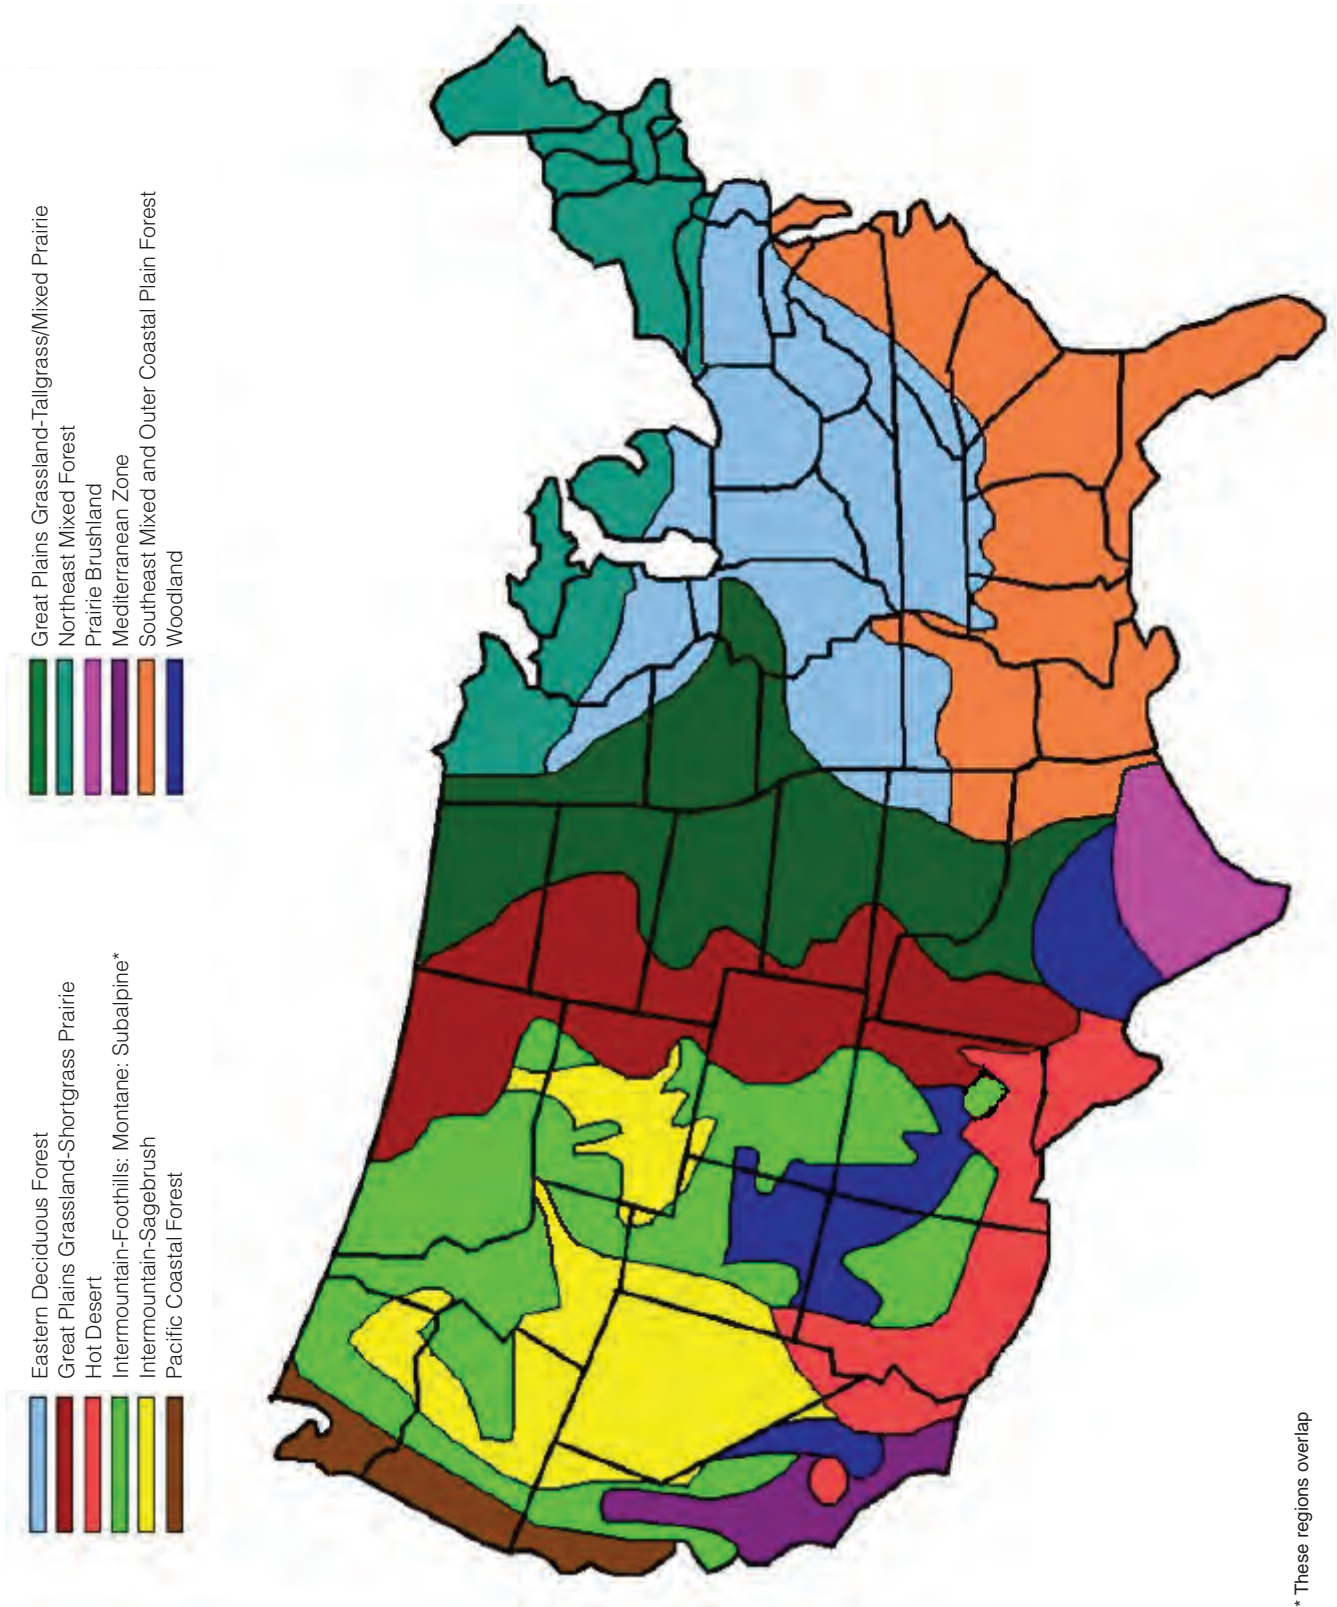 Eastern Deciduous Forest
Great Plains Grassland-Shortgrass Prairie
Hot Desert
Intermountain-Foothills: Montane: Subalpine*
Intermountain-Sagebrush
Pacific Coastal Forest
Great Plains Grassland-Tallgrass/Mixed Prairie
Northeast Mixed Forest
Prairie Brushland
Mediterranean Zone
Southeast Mixed and Outer Coastal Plain Forest
Woodland
* These regions overlap